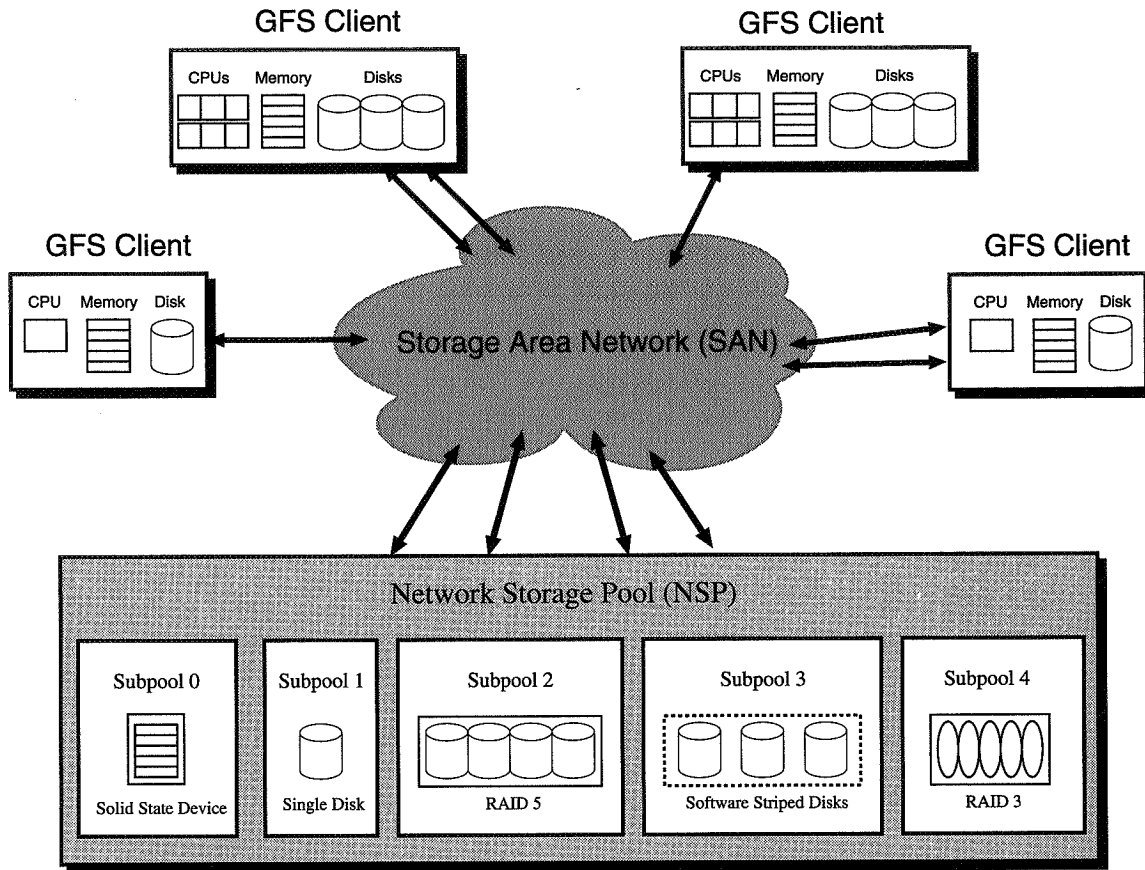 GFS Client
GFS Client
CPUs Memory Disks
CPUs Memory Disks
GFS Client
GFS Client
CPU Memory Disk
CPU Memory Disk
Storage Area Network (SAN)
Network Storage Pool (NSP)
Subpool 0
Subpool 1
Subpool 2
Subpool 3
Subpool 4
Solid State Device
Single Disk
RAID 5
Software Striped Disks
RAID 3